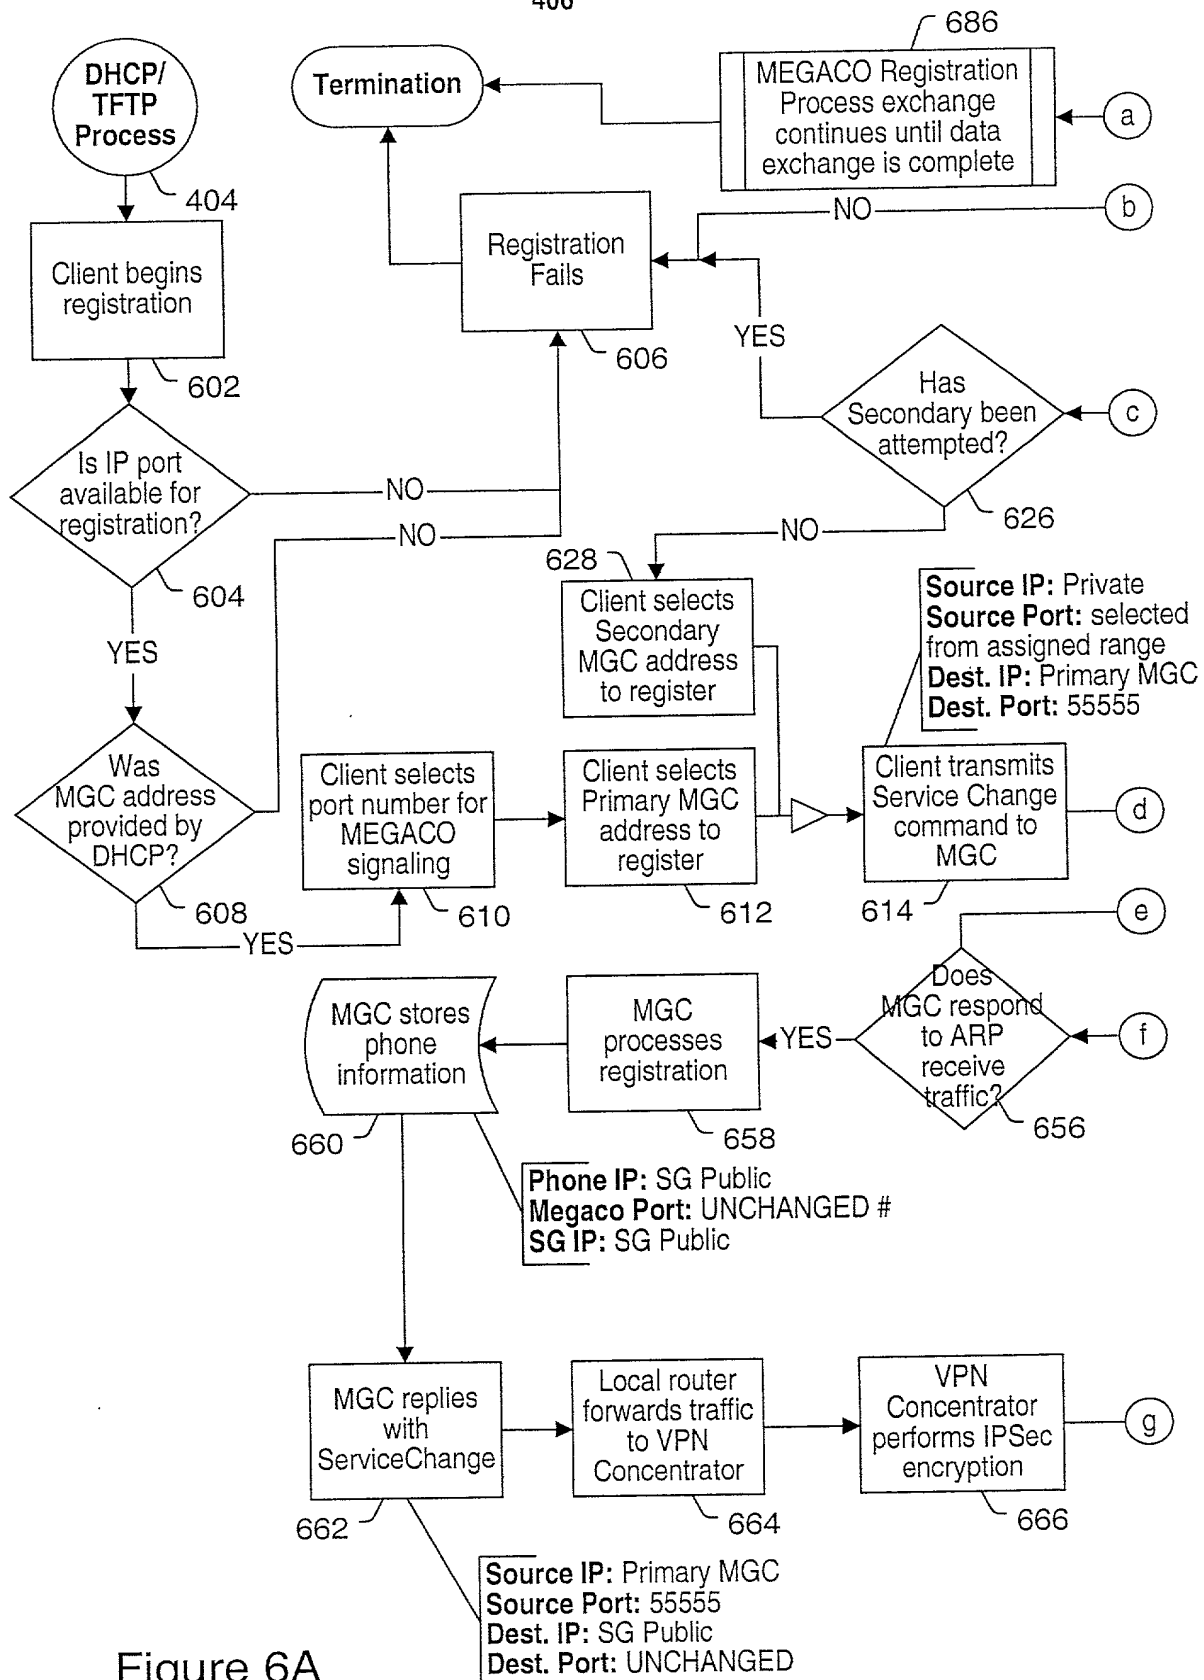 406
686
DHCP/
TFTP
Process
404
Termination
MEGACO Registration
Process exchange
continues until data
exchange is complete
a
NO
b
Client begins
registration
602
Registration
Fails
606
YES
Has
Secondary been
attempted?
626
c
Is IP port
available for
registration?
604
NO
NO
NO
YES
628
Client selects
Secondary
MGC address
to register
Source IP: Private
Source Port: selected
from assigned range
Dest. IP: Primary MGC
Dest. Port: 55555
Was
MGC address
provided by
DHCP?
608
YES
Client selects
port number for
MEGACO
signaling
610
Client selects
Primary MGC
address to
register
612
Client transmits
Service Change
command to
MGC
614
d
e
Does
MGC respond
to ARP
receive
traffic?
656
f
YES
MGC
processes
registration
658
MGC stores
phone
information
660
Phone IP: SG Public
Megaco Port: UNCHANGED #
SG IP: SG Public
MGC replies
with
ServiceChange
662
Local router
forwards traffic
to VPN
Concentrator
664
VPN
Concentrator
performs IPSec
encryption
666
g
Source IP: Primary MGC
Source Port: 55555
Dest. IP: SG Public
Dest. Port: UNCHANGED
Figure 6A